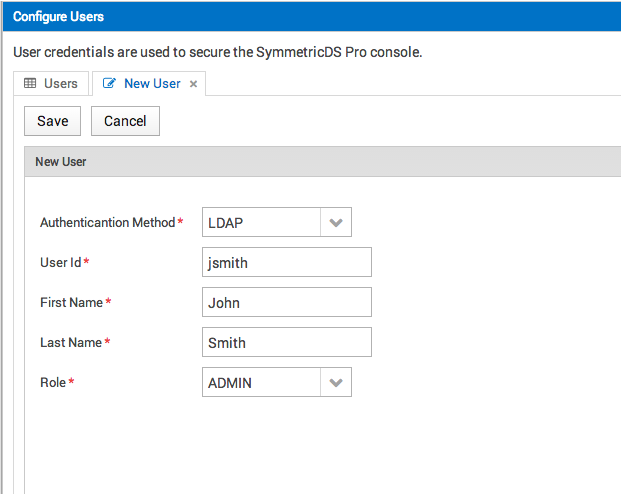 Configure Users
User credentials are used to secure the SymmetricDS Pro console.
Users New User ×
Save Cancel
New User
Authenticantion Method* LDAP
User Id* jsmith
First Name* John
Last Name* Smith
Role* ADMIN